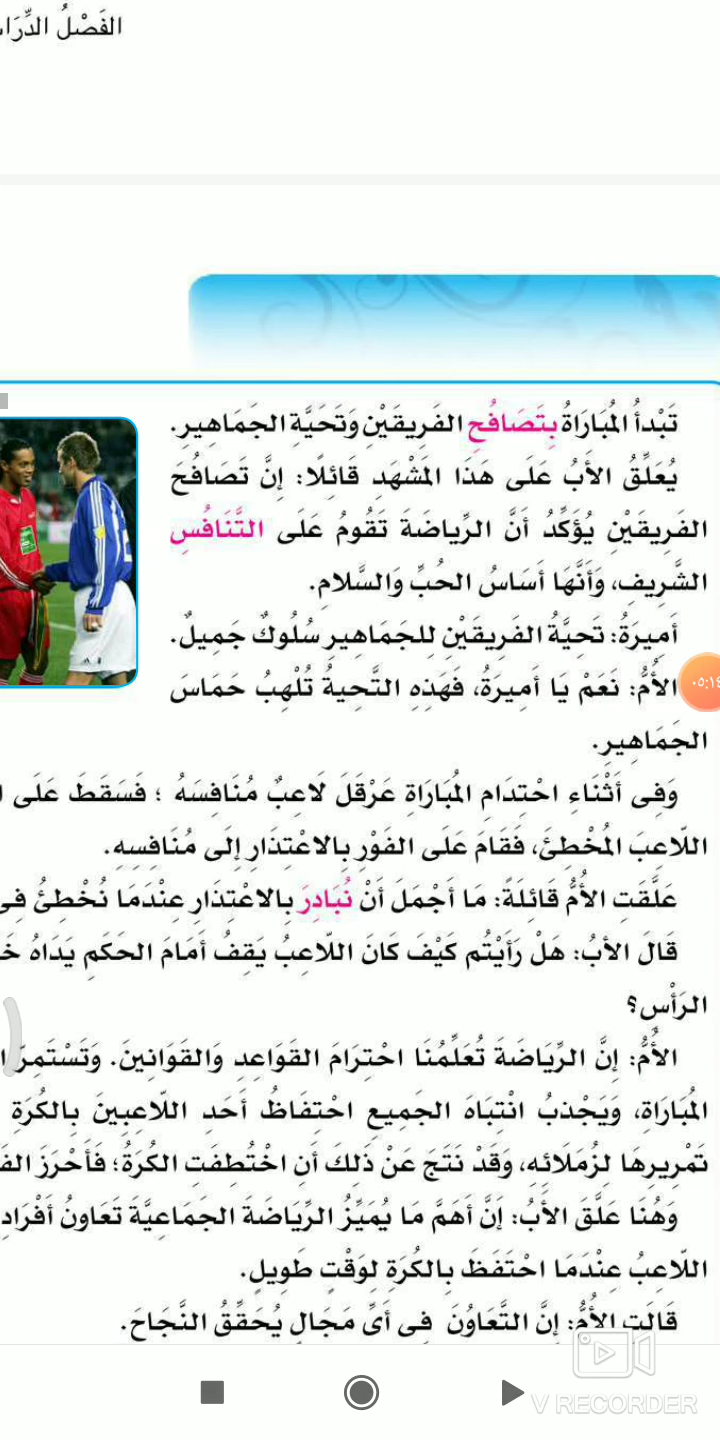 الفَصْلُ
تَبْدأُ المُبَارَاةُ بِتَصَافُحِ الفَرِيقَيْنِ وَتَحَيَّةِ الجَمَاهِيرِ.
يُعَلِّقُ الأَبُ عَلَى هَذَا المَشْهَدِ قَائِلًا: إِنَّ تَصَافُحَ
الفَرِيقَيْنِ يُؤَكِّدُ أَنَّ الرِّيَاضَةَ تَقُومُ عَلَى التَّنَافُسِ
الشَّرِيفِ، وَأَنَّهَا أَسَاسُ الحُبِّ وَالسَّلَامِ.
أَمِيرَةُ: تَحِيَّةُ الفَرِيقَيْنِ لِلجَمَاهِيرِ سُلُوكٌ جَمِيلٌ.
الأُمُّ: نَعَمْ يَا أَمِيرَةُ، فَهَذِهِ التَّحِيةُ تُلْهِبُ حَمَاسَ
الجَمَاهِيرِ.
وَفِى أَثْنَاءِ احْتِدَامِ المُبَارَاةِ عَرْقَلَ لَاعِبٌ مُنَافِسَهُ ؛ فَسَقَطَ عَلَى
اللَّاعِبُ المُخْطِئُ، فَقَامَ عَلَى الفَوْرِ بِالاعْتِذَارِ إِلَى مُنَافِسِهِ.
عَلَّقَتِ الأُمُّ قَائِلَةً: مَا أَجْمَلَ أَنْ نُبَادِرَ بِالاعْتِذَارِ عِنْدَمَا نُخْطِئُ فِى
قَالَ الأَبُ: هَلْ رَأَيْتُم كَيْفَ كَانَ اللَّاعِبُ يَقِفُ أَمَامَ الحَكَمِ يَدَاهُ
الرَأْسِ؟
الأُمُّ: إِنَّ الرِّيَاضَةَ تُعَلِّمُنَا احْتِرَامَ القَوَاعِدِ وَالقَوَانِينَ. وَتَسْتَمِرُّ
المُبَارَاةِ، وَيَجْذِبُ انْتِبَاهَ الجَمِيعِ احْتِفَاظُ أَحَدِ اللَّاعِبِينَ بِالكُرَةِ
تَمْرِيرِهَا لِزُمَلَائِهِ، وَقَدْ نَتَجَ عَنْ ذَلِكَ أَنِ اخْتُطِفَتِ الكُرَةُ؛ فَأَحْرَزَ
وَهُنَا عَلَّقَ الأَبُ: إِنَّ أَهَمَّ مَا يُمَيِّزُ الرِّيَاضَةَ الجَمَاعِيَّةَ تَعَاوُنُ أَفْرَادِ
اللَّاعِبُ عِنْدَمَا احْتَفَظَ بِالكُرَةِ لِوَقْتٍ طَوِيلٍ.
قَالَتِ الأُمُّ: إِنَّ التَّعَاوُنَ فِى أَىِّ مَجَالٍ يُحَقِّقُ النَّجَاحَ.
V RECORDER